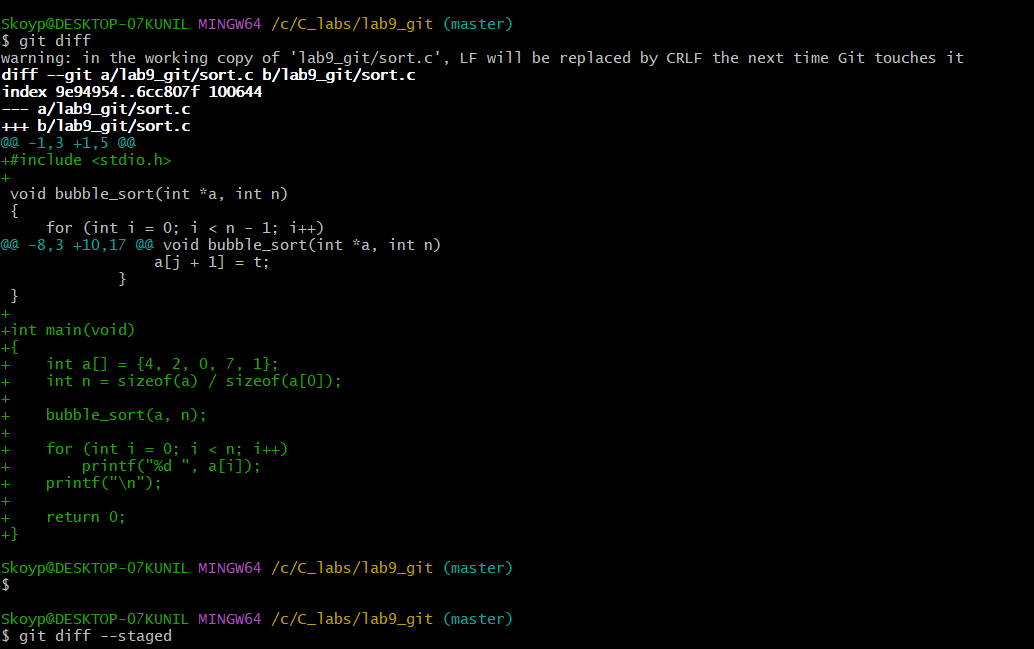 Skoyp@DESKTOP-07KUNIL MINGW64 /c/C_labs/lab9_git (master)
$ git diff
warning: in the working copy of 'lab9_git/sort.c', LF will be replaced by CRLF the next time Git touches it
diff --git a/lab9_git/sort.c b/lab9_git/sort.c
index 9e94954..6cc807f 100644
--- a/lab9_git/sort.c
+++ b/lab9_git/sort.c
@@ -1,3 +1,5 @@
+#include <stdio.h>
+
 void bubble_sort(int *a, int n)
 {
     for (int i = 0; i < n - 1; i++)
@@ -8,3 +10,17 @@ void bubble_sort(int *a, int n)
                 a[j + 1] = t;
             }
 }
+
+int main(void)
+{
+    int a[] = {4, 2, 0, 7, 1};
+    int n = sizeof(a) / sizeof(a[0]);
+
+    bubble_sort(a, n);
+
+    for (int i = 0; i < n; i++)
+        printf("%d ", a[i]);
+    printf("\n");
+
+    return 0;
+}
Skoyp@DESKTOP-07KUNIL MINGW64 /c/C_labs/lab9_git (master)
$
Skoyp@DESKTOP-07KUNIL MINGW64 /c/C_labs/lab9_git (master)
$ git diff --staged